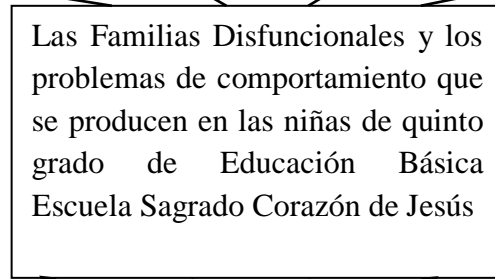 Las Familias Disfuncionales y los
problemas de comportamiento que
se producen en las niñas de quinto
grado de Educación Básica
Escuela Sagrado Corazón de Jesús